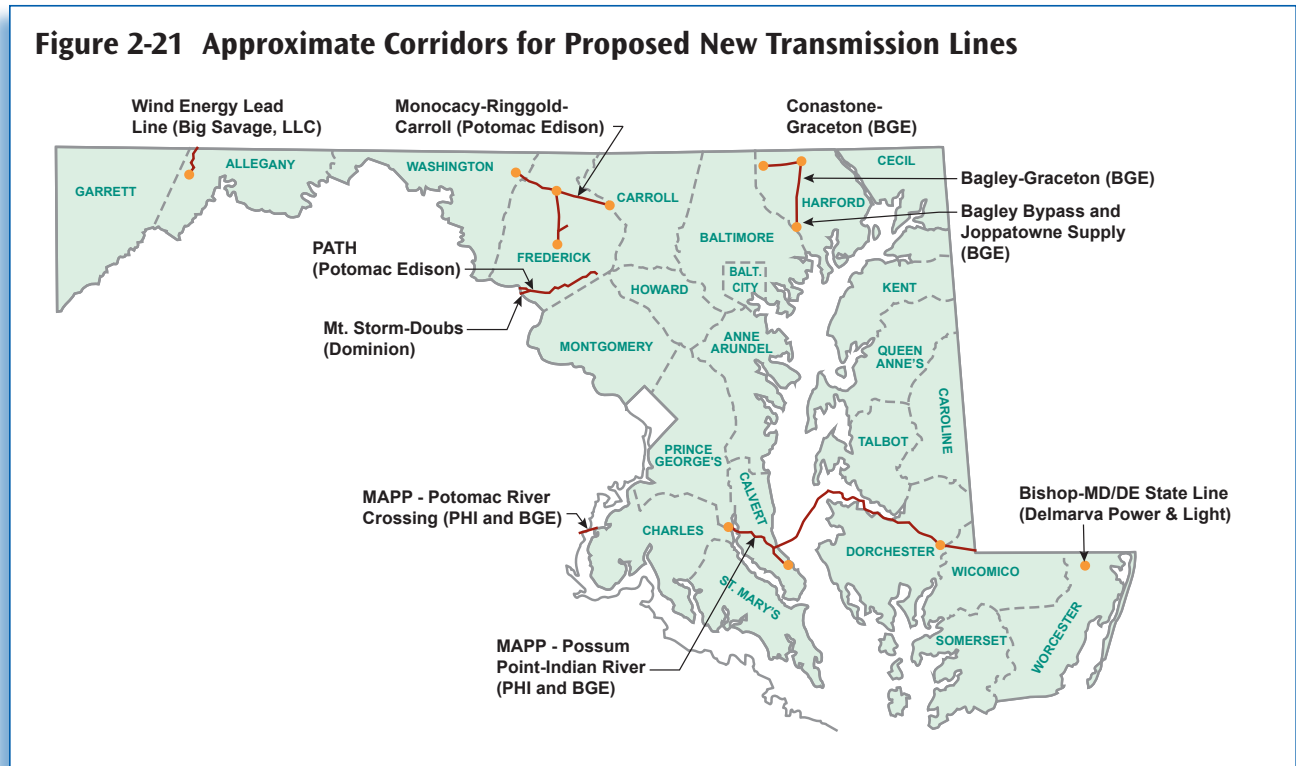 Figure 2-21 Approximate Corridors for Proposed New Transmission Lines
Wind Energy Lead
Line (Big Savage, LLC)
Monocacy-Ringgold-
Carroll (Potomac Edison)
Conastone-
Graceton (BGE)
GARRETT
ALLEGANY
WASHINGTON
CARROLL
CECIL
HARFORD
Bagley-Graceton (BGE)
Bagley Bypass and
Joppatowne Supply
(BGE)
BALTIMORE
FREDERICK
PATH
(Potomac Edison)
BALT.
CITY
HOWARD
KENT
Mt. Storm-Doubs
(Dominion)
MONTGOMERY
ANNE
ARUNDEL
QUEEN
ANNE'S
CAROLINE
TALBOT
PRINCE
GEORGE'S
CALVERT
MAPP - Potomac River
Crossing (PHI and BGE)
CHARLES
Bishop-MD/DE State Line
(Delmarva Power & Light)
DORCHESTER
WICOMICO
ST. MARY'S
SOMERSET
WORCESTER
MAPP - Possum
Point-Indian River
(PHI and BGE)